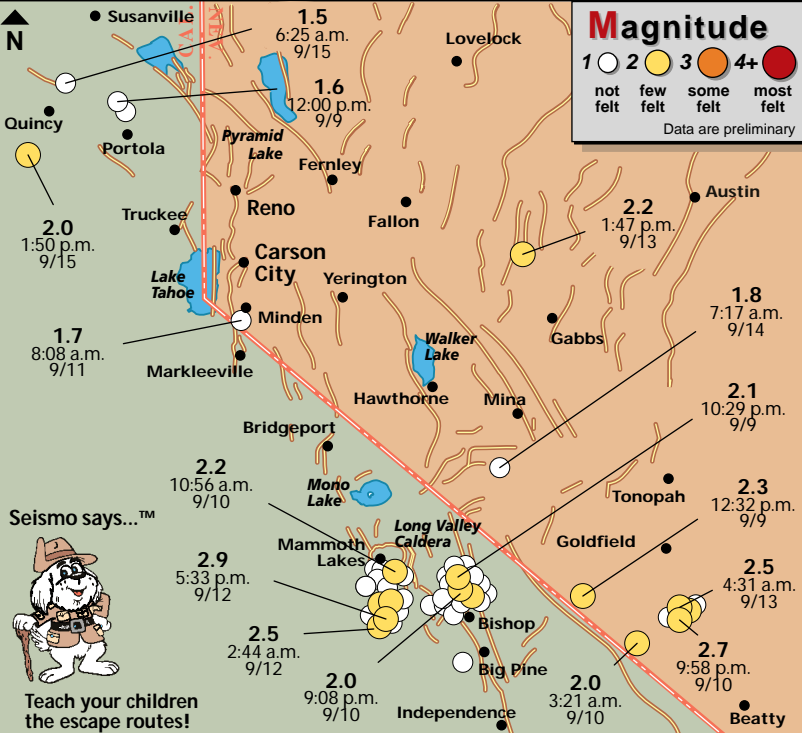 N
Susanville
CAL.
NEV.
1.5
6:25 a.m.
9/15
Lovelock
Magnitude
1 2 3 4+
not felt
few felt
some felt
most felt
Data are preliminary
1.6
12:00 p.m.
9/9
Quincy
Portola
Pyramid
Lake
Fernley
Reno
Fallon
Austin
2.0
1:50 p.m.
9/15
Truckee
2.2
1:47 p.m.
9/13
Carson
City
Lake
Tahoe
Yerington
Minden
1.7
8:08 a.m.
9/11
Markleeville
Walker
Lake
Gabbs
1.8
7:17 a.m.
9/14
Hawthorne
Mina
2.1
10:29 p.m.
9/9
Bridgeport
2.2
10:56 a.m.
9/10
Mono
Lake
Tonopah
2.3
12:32 p.m.
9/9
Seismo says...™
Long Valley
Caldera
Mammoth
Lakes
Goldfield
2.9
5:33 p.m.
9/12
2.5
4:31 a.m.
9/13
2.5
2:44 a.m.
9/12
Bishop
Big Pine
2.7
9:58 p.m.
9/10
2.0
9:08 p.m.
9/10
2.0
3:21 a.m.
9/10
Teach your children
the escape routes!
Independence
Beatty